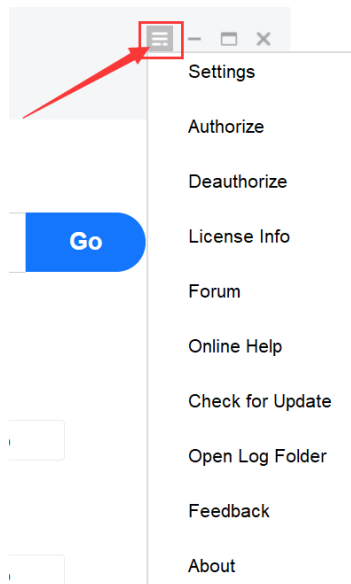 Settings
Authorize
Deauthorize
Go
License Info
Forum
Online Help
Check for Update
Open Log Folder
Feedback
About